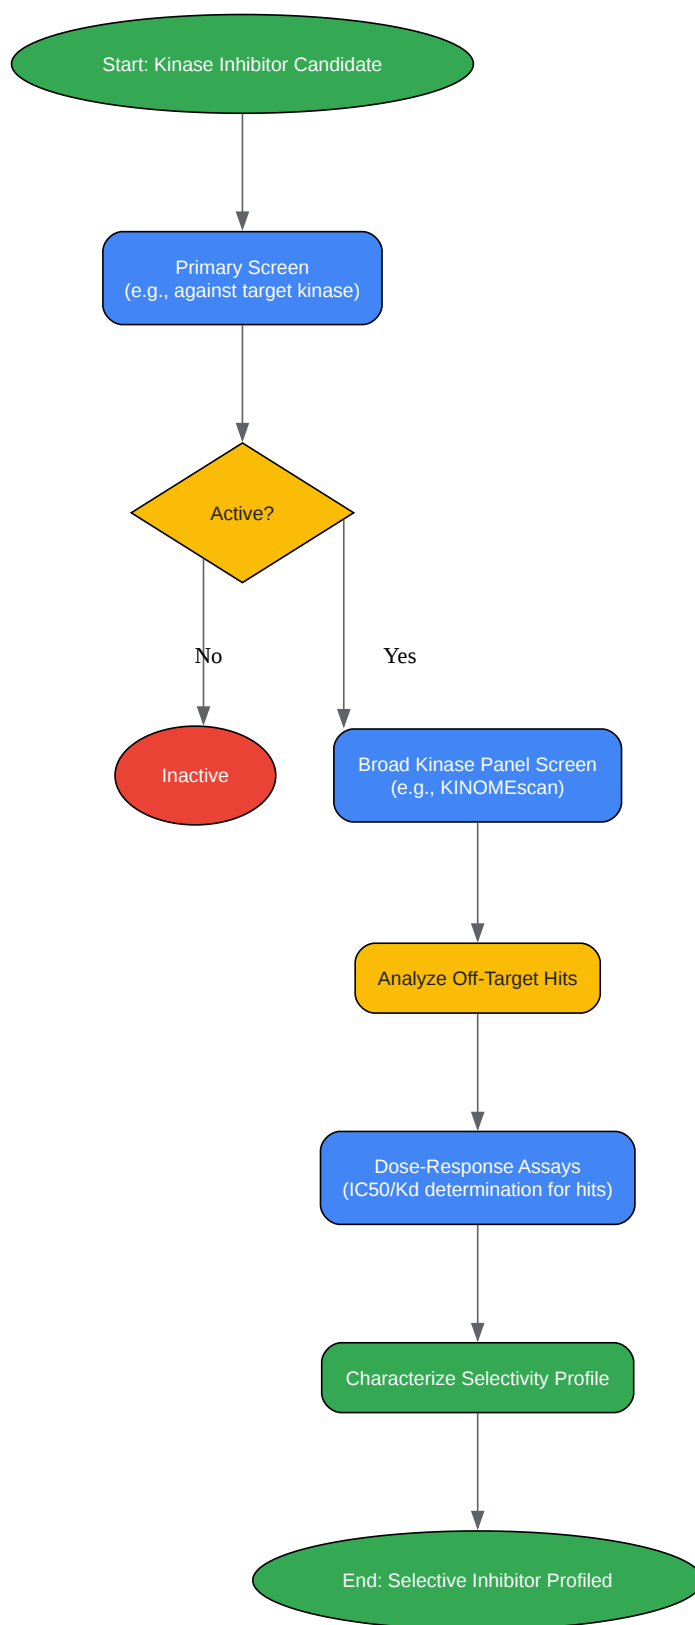 Start: Kinase Inhibitor Candidate
Primary Screen
(e.g., against target kinase)
Active?
No
Yes
Inactive
Broad Kinase Panel Screen
(e.g., KINOMEscan)
Analyze Off-Target Hits
Dose-Response Assays
(IC50/Kd determination for hits)
Characterize Selectivity Profile
End: Selective Inhibitor Profiled